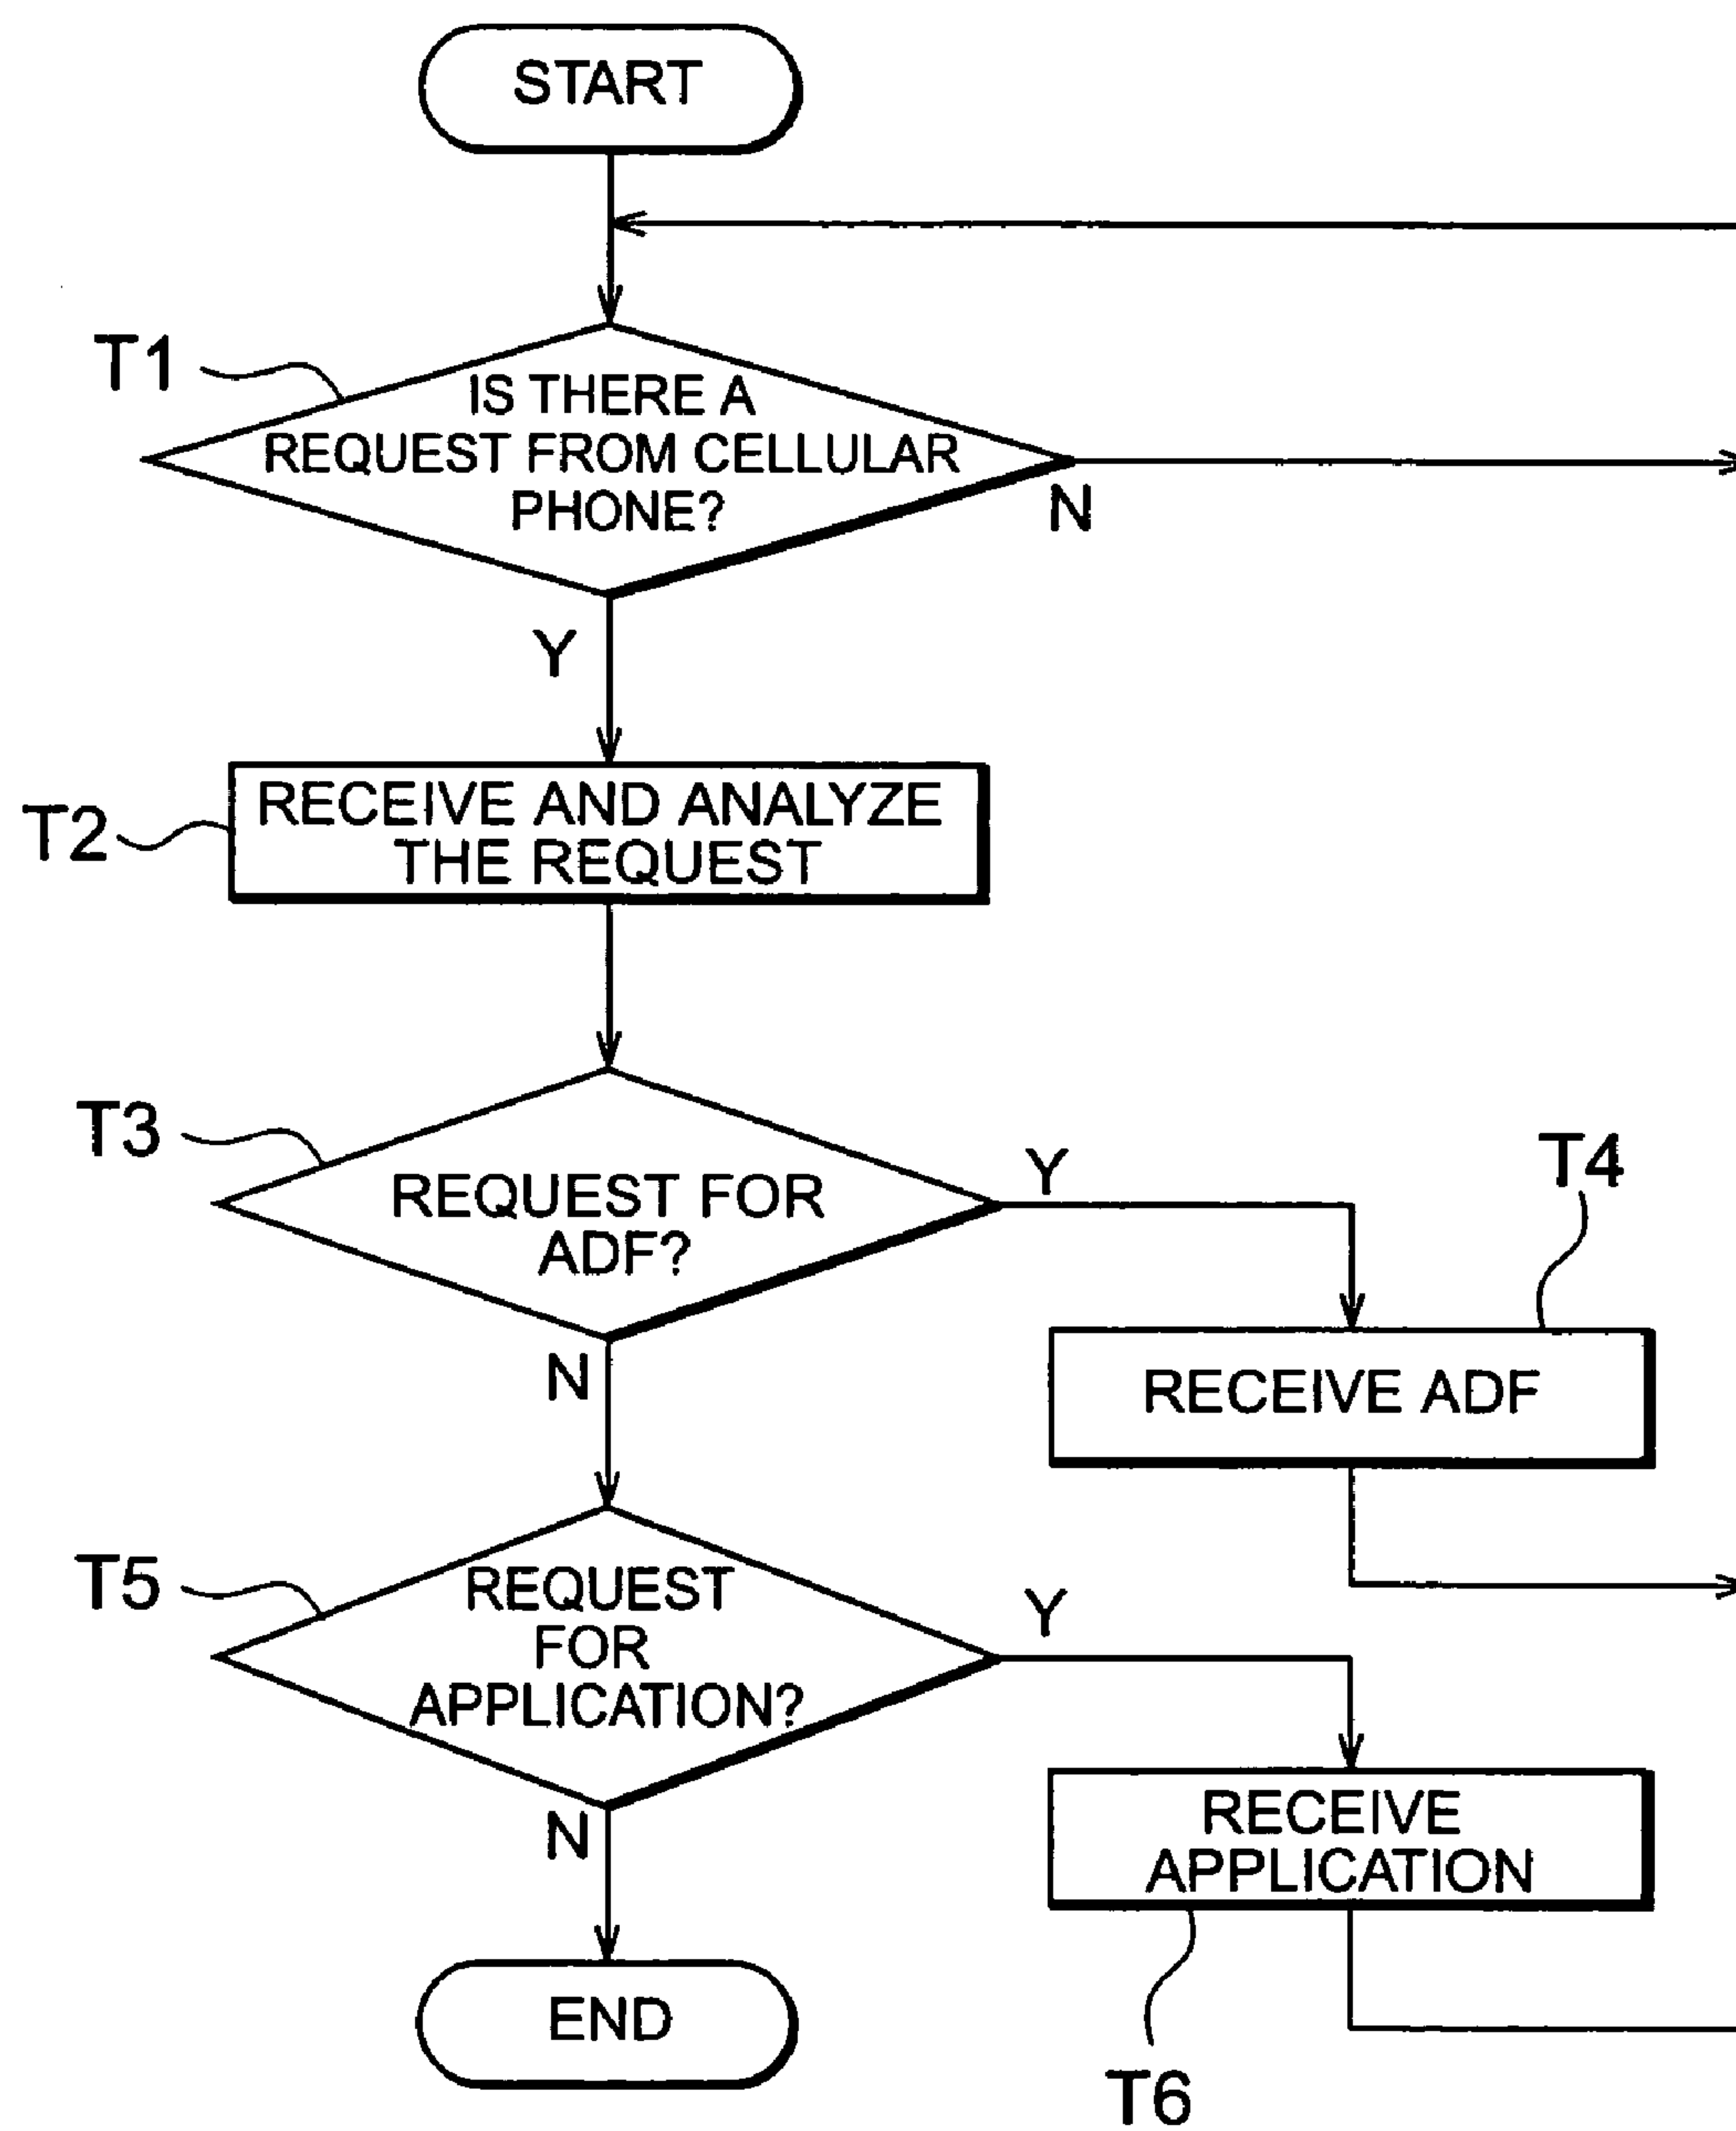 START
T1
IS THERE A
REQUEST FROM CELLULAR
PHONE?
N
Y
T2
RECEIVE AND ANALYZE
THE REQUEST
T3
REQUEST FOR
ADF?
Y
T4
N
RECEIVE ADF
T5
REQUEST
FOR
APPLICATION?
Y
N
RECEIVE
APPLICATION
END
T6